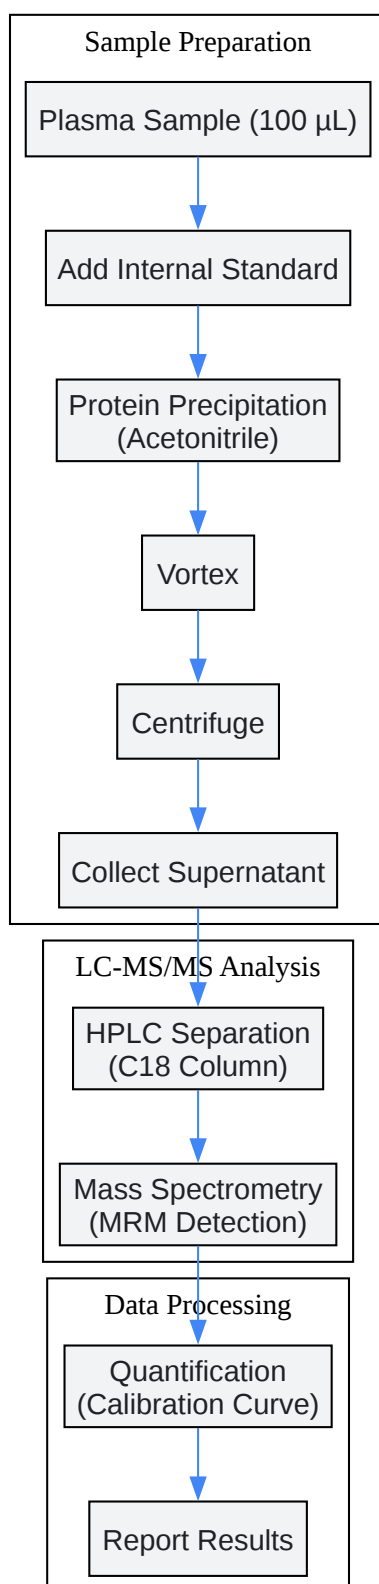 Sample Preparation
Plasma Sample (100 µL)
Add Internal Standard
Protein Precipitation
(Acetonitrile)
Vortex
Centrifuge
Collect Supernatant
LC-MS/MS Analysis
HPLC Separation
(C18 Column)
Mass Spectrometry
(MRM Detection)
Data Processing
Quantification
(Calibration Curve)
Report Results